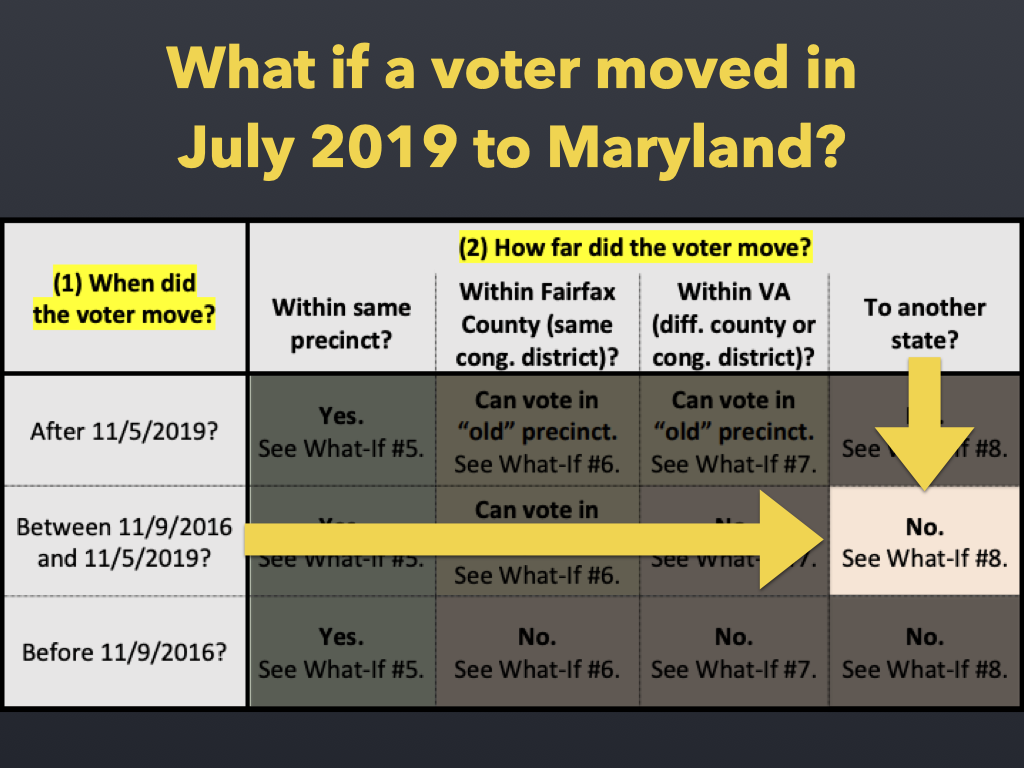 What if a voter moved in
July 2019 to Maryland?
(1) When did
the voter move?
(2) How far did the voter move?
Within same
precinct?
Within Fairfax
County (same
cong. district)?
Within VA
(diff. county or
cong. district)?
To another
state?
After 11/5/2019?
Yes.
See What-If #5.
Can vote in
“old” precinct.
See What-If #6.
Can vote in
“old” precinct.
See What-If #7.
See #8.
Between 11/9/2016
and 11/5/2019?
Yes.
See What-If #5.
Can vote in
See What-If #6.
No.
See What-If #7.
No.
See What-If #8.
Before 11/9/2016?
Yes.
See What-If #5.
No.
See What-If #6.
No.
See What-If #7.
No.
See What-If #8.